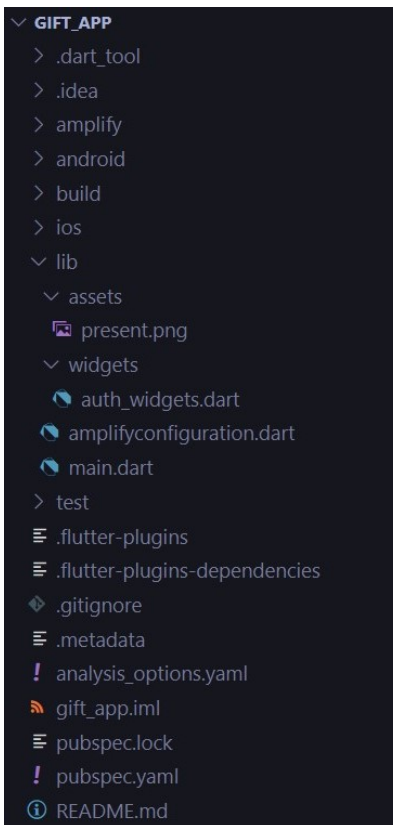 GIFT_APP
.dart_tool
.idea
amplify
android
build
ios
lib
assets
present.png
widgets
auth_widgets.dart
amplifyconfiguration.dart
main.dart
test
.flutter-plugins
.flutter-plugins-dependencies
.gitignore
.metadata
analysis_options.yaml
gift_app.iml
pubspec.lock
pubspec.yaml
README.md